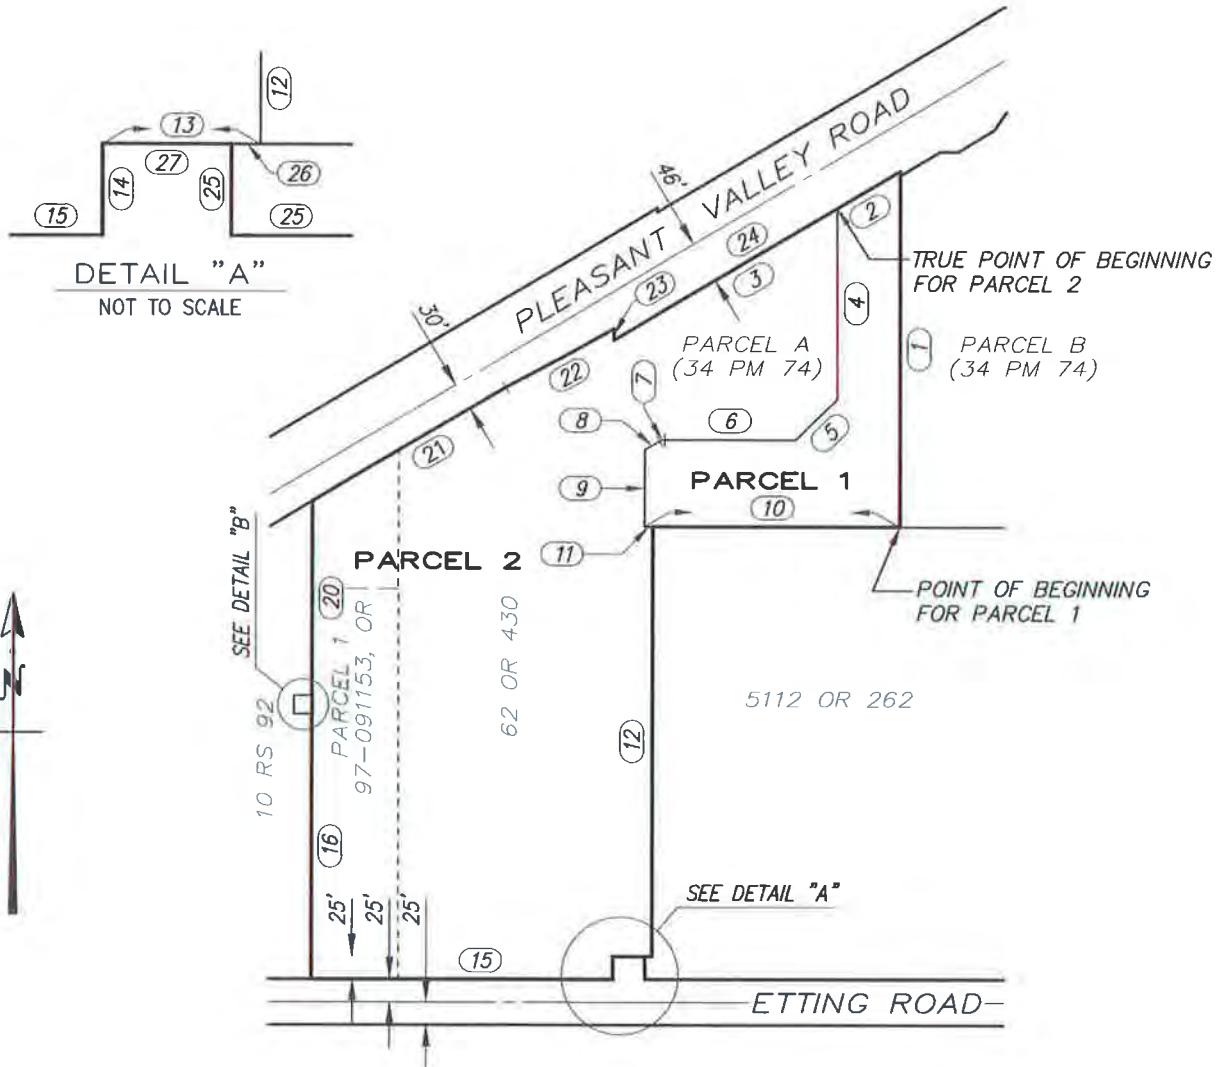 12
13
27
26
14
25
15
25
DETAIL "A"
NOT TO SCALE
PLEASANT VALLEY ROAD
46'
30'
2
24
3
23
4
1
TRUE POINT OF BEGINNING
FOR PARCEL 2
PARCEL A
(34 PM 74)
PARCEL B
(34 PM 74)
22
21
7
8
6
5
9
PARCEL 1
10
11
POINT OF BEGINNING
FOR PARCEL 1
SEE DETAIL "B"
PARCEL 2
20
PARCEL 1
97-091153, OR
62 OR 430
5112 OR 262
10 RS 92
12
16
N
25'
25'
25'
15
SEE DETAIL "A"
ETTING ROAD